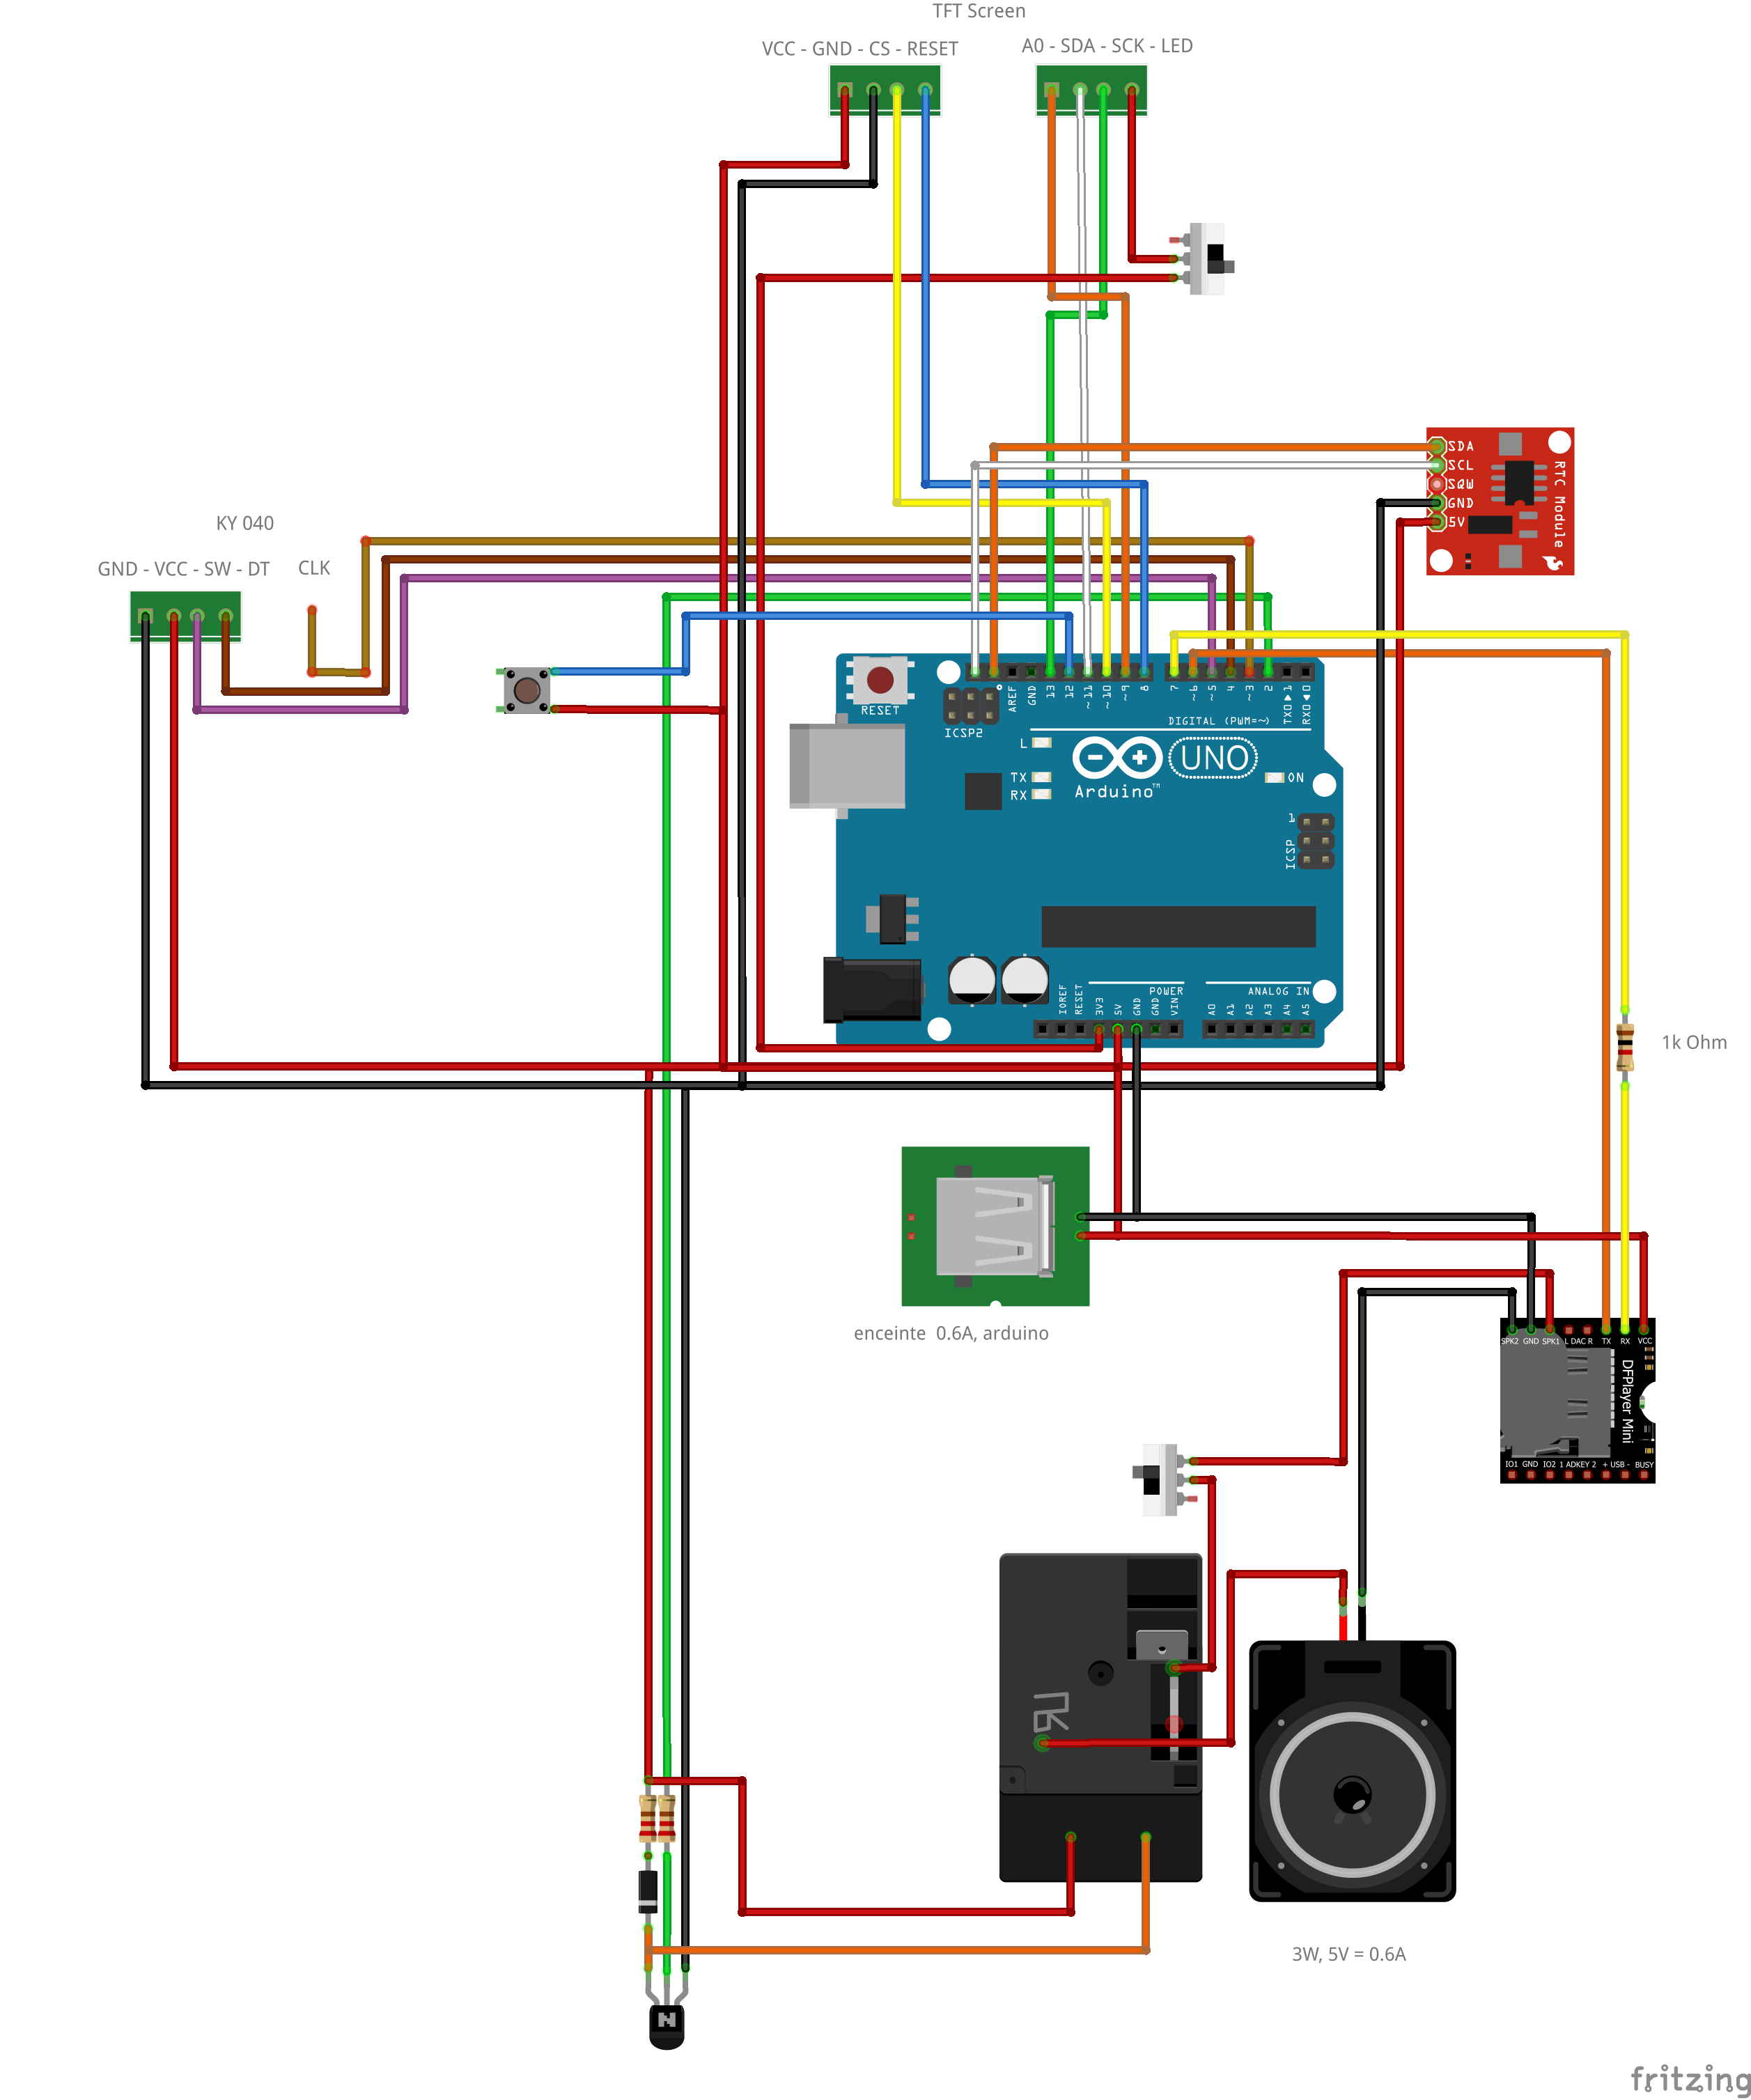 TFT Screen
VCC - GND - CS - RESET
A0 - SDA - SCK - LED
SDA
SCL
SQW
GND
5V
RTC Module
KY 040
GND - VCC - SW - DT
CLK
RESET
ICSP2
AREF
GND
13
12
~11
~10
~9
8
7
~6
~5
4
~3
2
TX0▶1
RX0◀0
DIGITAL (PWM=~)
L
TX
RX
UNO
Arduino™
ON
1
ICSP
IOREF
RESET
3V3
5V
GND
GND
VIN
POWER
A0
A1
A2
A3
A4
A5
ANALOG IN
1k Ohm
enceinte 0.6A, arduino
SPK2 GND SPK1 L DAC R TX RX VCC
DFPlayer Mini
IO1 GND IO2 1 ADKEY 2 + USB - BUSY
3W, 5V = 0.6A
N
fritzing